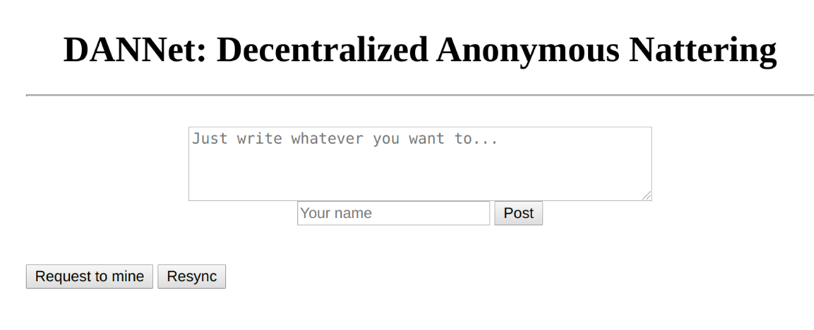 DANNet: Decentralized Anonymous Nattering
Just write whatever you want to...
Your name Post
Request to mine Resync